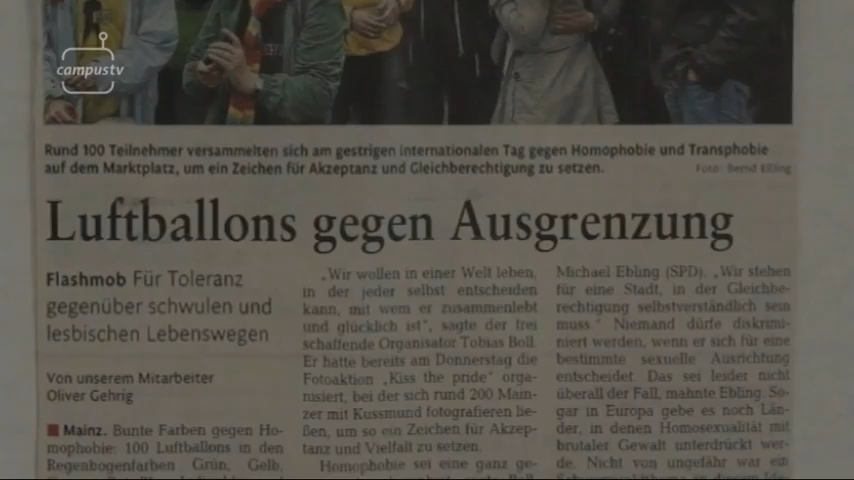 campustv
Rund 100 Teilnehmer versammelten sich am gestrigen Internationalen Tag gegen Homophobie und Transphobie
auf dem Marktplatz, um ein Zeichen für Akzeptanz und Gleichberechtigung zu setzen.
Foto: Bernd Eßling
Luftballons gegen Ausgrenzung
Flashmob Für Toleranz
gegenüber schwulen und
lesbischen Lebenswegen
Von unserem Mitarbeiter
Oliver Gehrig
Mainz. Bunte Farben gegen Ho-
mophobie: 100 Luftballons in den
Regenbogenfarben Grün, Gelb,
„Wir wollen in einer Welt leben,
in der jeder selbst entscheiden
kann, mit wem er zusammenlebt
und glücklich ist“, sagte der frei
schaffende Organisator Tobias Boll.
Er hatte bereits am Donnerstag die
Fotoaktion „Kiss the pride“ orga-
nisiert, bei der sich rund 200 Main-
zer mit Kussmund fotografieren lie-
ßen, um so ein Zeichen für Akzep-
tanz und Vielfalt zu setzen.
Homophobie sei eine ganz ge-
Michael Ebling (SPD). „Wir stehen
für eine Stadt, in der Gleichbe-
rechtigung selbstverständlich sein
muss“ Niemand dürfe diskrimi-
niert werden, wenn er sich für eine
bestimmte sexuelle Ausrichtung
entscheidet. Das sei leider nicht
überall der Fall, mahnte Ebling. So-
gar in Europa gebe es noch Län-
der, in denen Homosexualität mit
brutaler Gewalt unterdrückt wer-
de. Nicht von ungefähr war ein